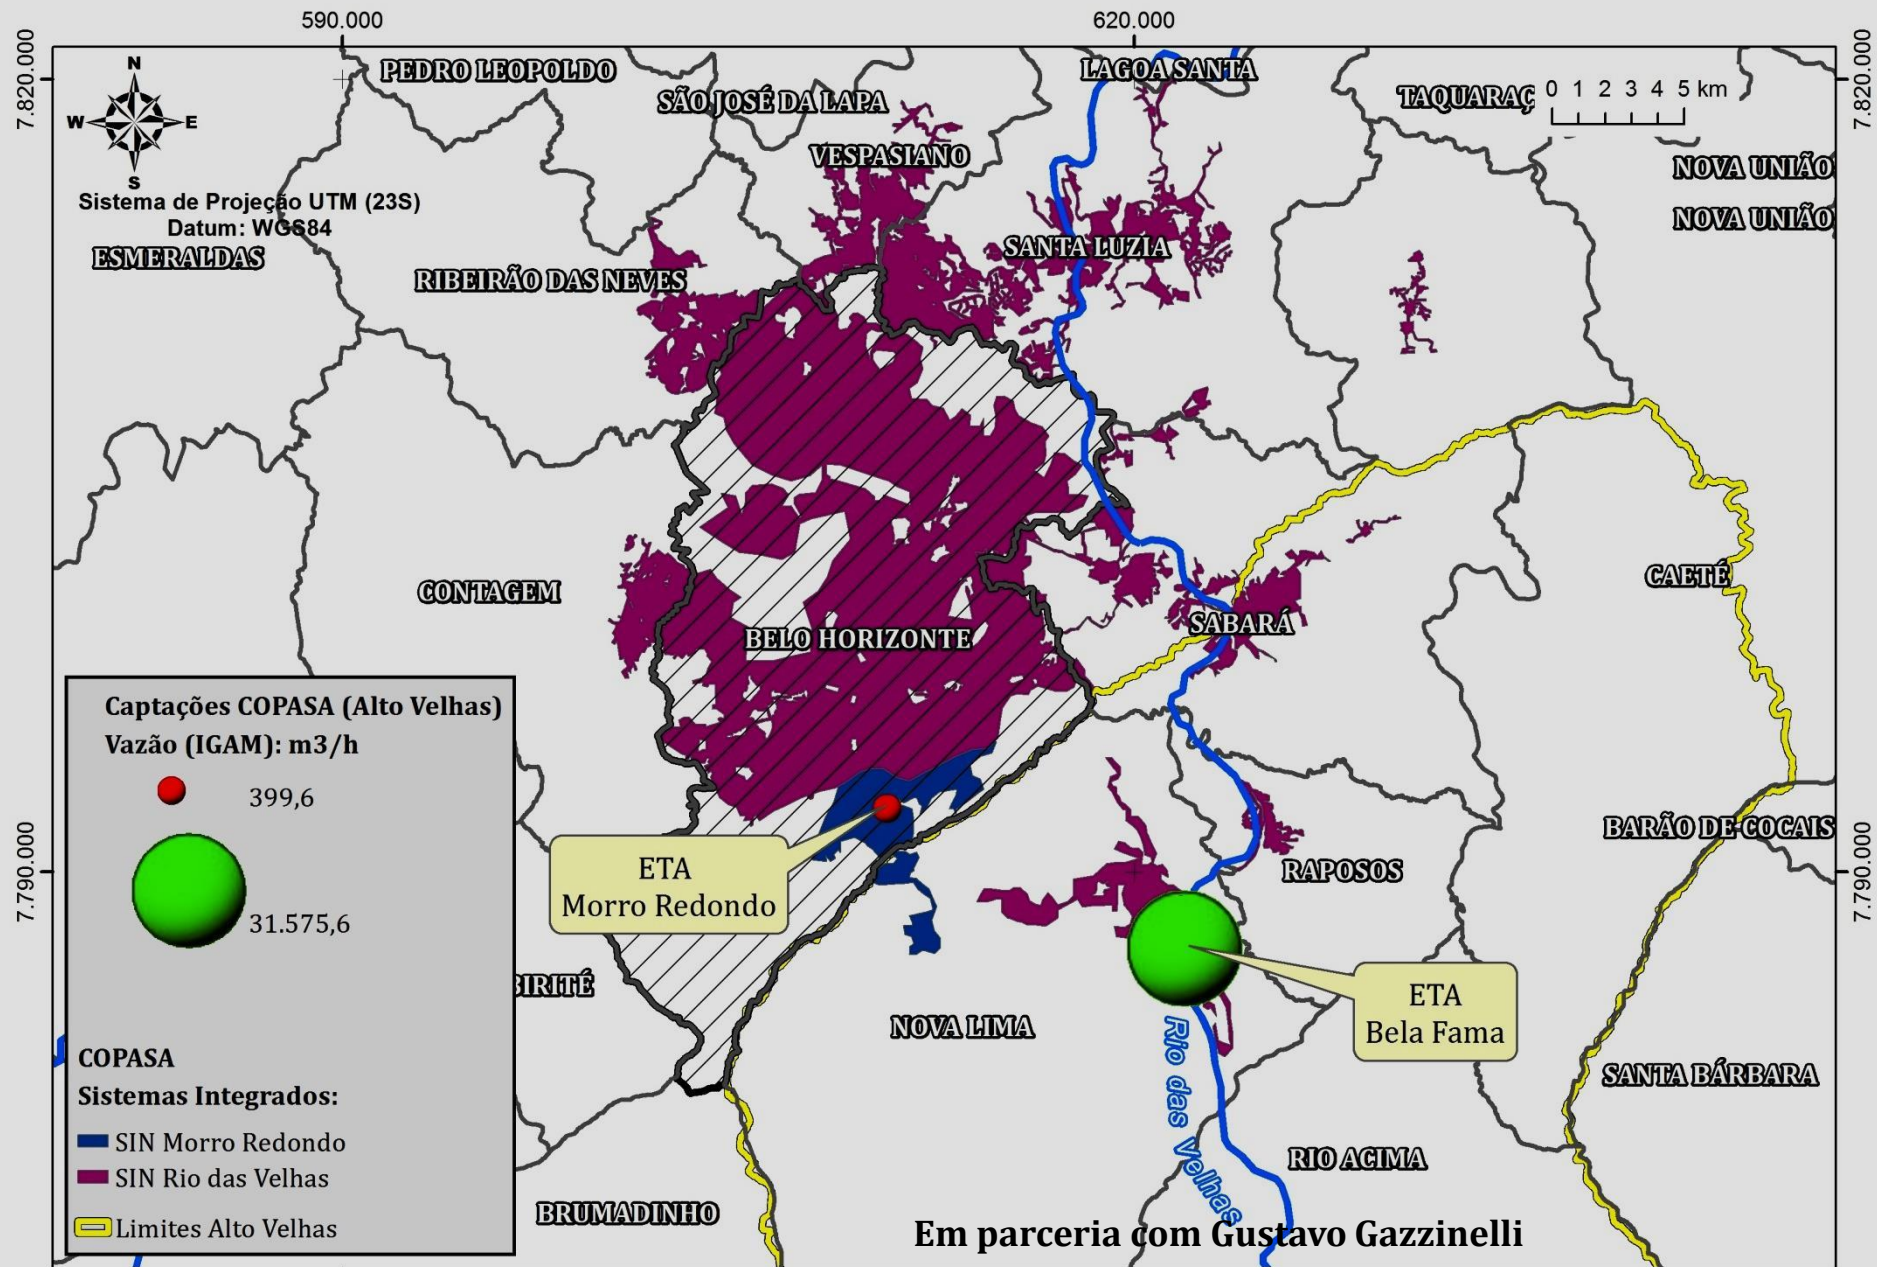 590.000
620.000
7.820.000
7.820.000
PEDRO LEOPOLDO
LAGOA SANTA
SÃO JOSÉ DA LAPA
TAQUARAÇ
0 1 2 3 4 5 km
N
W E
S
VESPASIANO
NOVA UNIÃO
Sistema de Projeção UTM (23S)
Datum: WGS84
NOVA UNIÃO
ESMERALDAS
SANTA LUZIA
RIBEIRÃO DAS NEVES
CAETÉ
CONTAGEM
SABARÁ
BELO HORIZONTE
Captações COPASA (Alto Velhas)
Vazão (IGAM): m3/h
399,6
31.575,6
BARÃO DE COCAIS
7.790.000
7.790.000
RAPOSOS
ETA
Morro Redondo
BIRITÉ
NOVA LIMA
ETA
Bela Fama
Rio das Velhas
SANTA BÁRBARA
COPASA
Sistemas Integrados:
SIN Morro Redondo
SIN Rio das Velhas
Limites Alto Velhas
RIO ACIMA
BRUMADINHO
Em parceria com Gustavo Gazzinelli